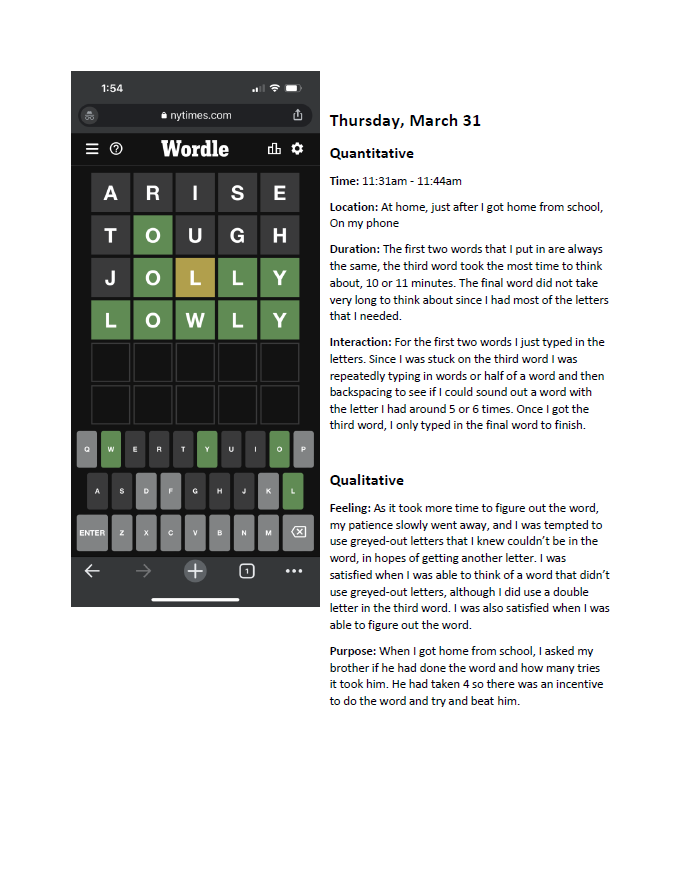 1:54
nytimes.com
Wordle
A R I S E
T O U G H
J O L L Y
L O W L Y
Q W E R T Y U I O P
A S D F G H J K L
ENTER Z X C V B N M
1
Thursday, March 31
Quantitative
Time: 11:31am - 11:44am
Location: At home, just after I got home from school,
On my phone
Duration: The first two words that I put in are always
the same, the third word took the most time to think
about, 10 or 11 minutes. The final word did not take
very long to think about since I had most of the letters
that I needed.
Interaction: For the first two words I just typed in the
letters. Since I was stuck on the third word I was
repeatedly typing in words or half of a word and then
backspacing to see if I could sound out a word with
the letter I had around 5 or 6 times. Once I got the
third word, I only typed in the final word to finish.
Qualitative
Feeling: As it took more time to figure out the word,
my patience slowly went away, and I was tempted to
use greyed-out letters that I knew couldn't be in the
word, in hopes of getting another letter. I was
satisfied when I was able to think of a word that didn't
use greyed-out letters, although I did use a double
letter in the third word. I was also satisfied when I was
able to figure out the word.
Purpose: When I got home from school, I asked my
brother if he had done the word and how many tries
it took him. He had taken 4 so there was an incentive
to do the word and try and beat him.